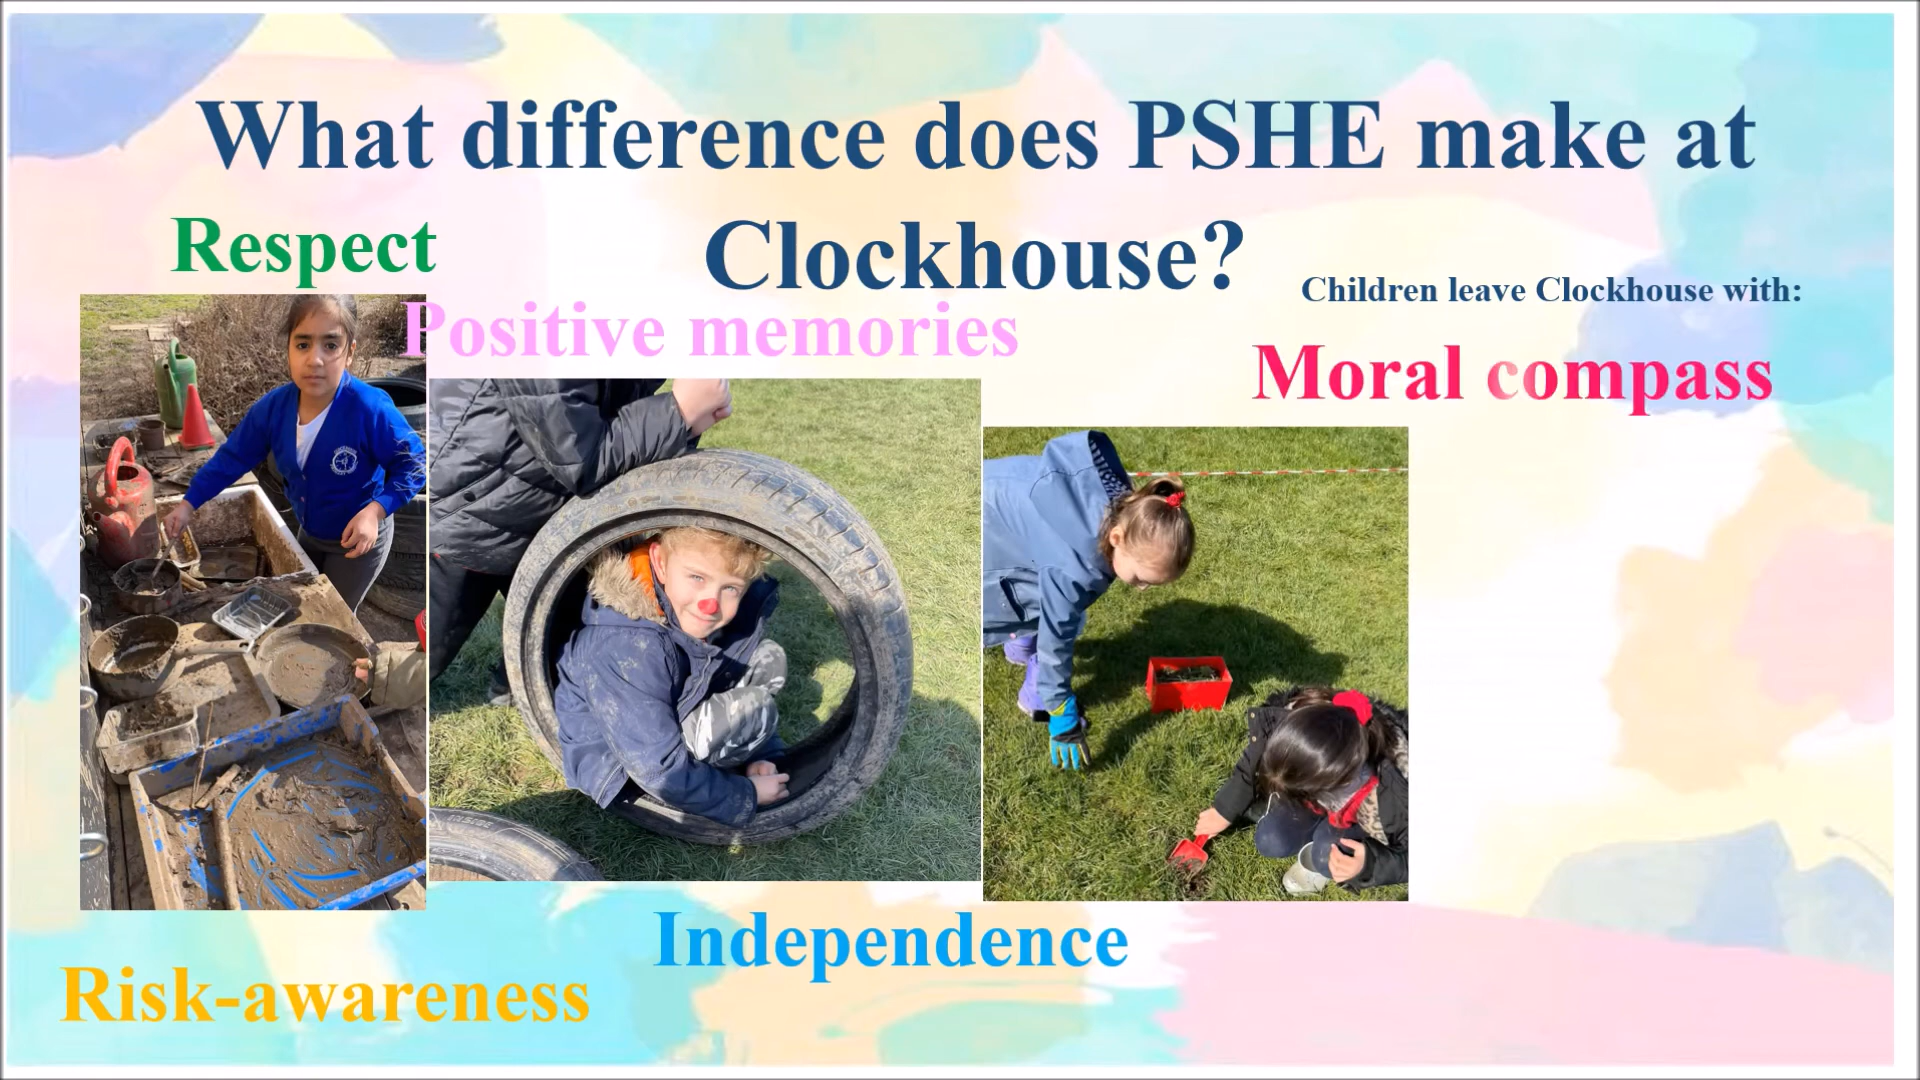 What difference does PSHE make at
Clockhouse?
Respect
Children leave Clockhouse with:
Positive memories
Moral compass
Independence
Risk-awareness